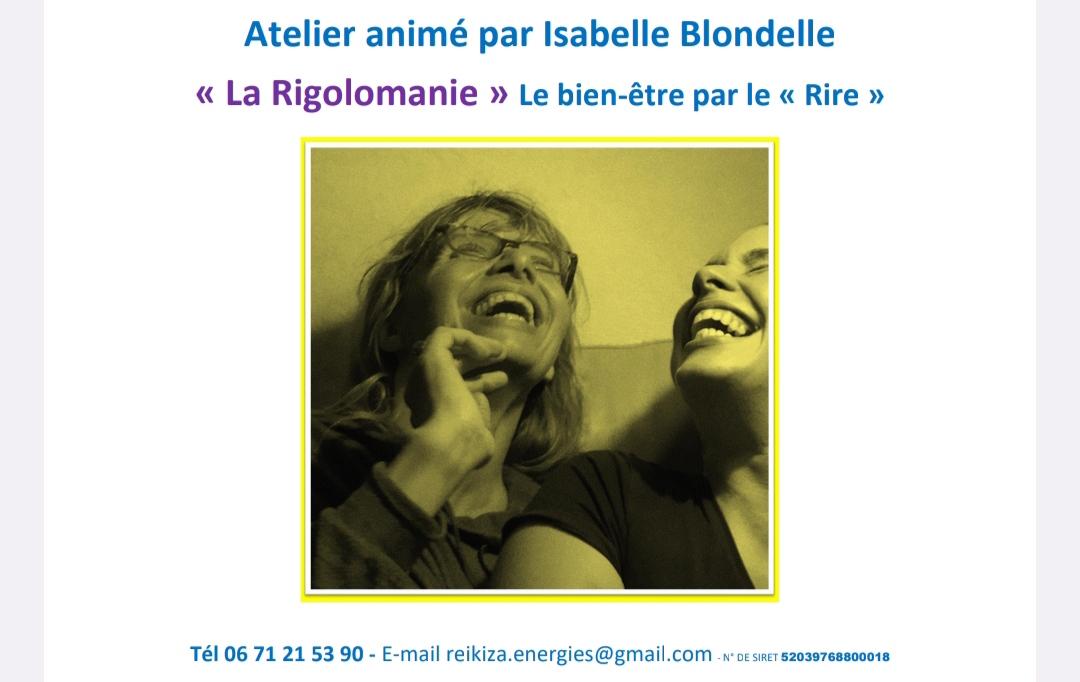 Atelier animé par Isabelle Blondelle
« La Rigolomanie » Le bien-être par le « Rire »
Tél 06 71 21 53 90 - E-mail reikiza.energies@gmail.com - N° DE SIRET 52039768800018